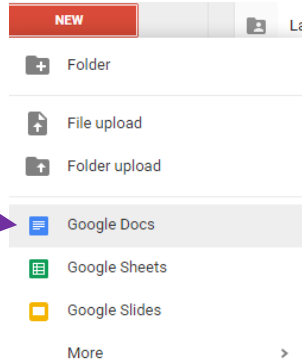 NEW
Folder
File upload
Folder upload
Google Docs
Google Sheets
Google Slides
More